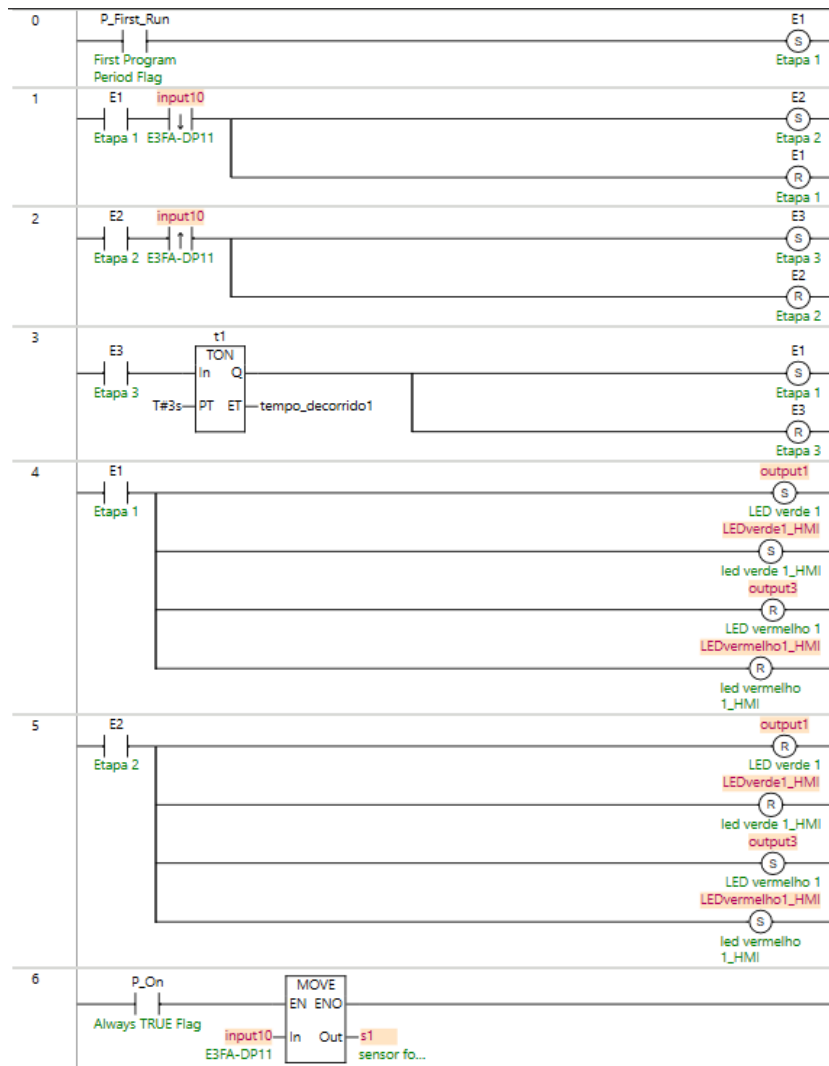 0
P_First_Run
E1
S
First Program
Period Flag
Etapa 1
1
E1
input10
E2
S
Etapa 1
E3FA-DP11
Etapa 2
E1
R
Etapa 1
2
E2
input10
E3
S
Etapa 2
E3FA-DP11
Etapa 3
E2
R
Etapa 2
3
t1
E3
TON
E1
In Q
S
Etapa 3
Etapa 1
T#3s
PT ET
tempo_decorrido1
E3
R
Etapa 3
4
E1
output1
S
Etapa 1
LED verde 1
LEDverde1_HMI
S
led verde 1_HMI
output3
R
LED vermelho 1
LEDvermelho1_HMI
R
led vermelho
1_HMI
5
E2
output1
R
Etapa 2
LED verde 1
LEDverde1_HMI
R
led verde 1_HMI
output3
S
LED vermelho 1
LEDvermelho1_HMI
S
led vermelho
1_HMI
6
P_On
MOVE
EN ENO
Always TRUE Flag
input10
In Out
s1
E3FA-DP11
sensor fo...